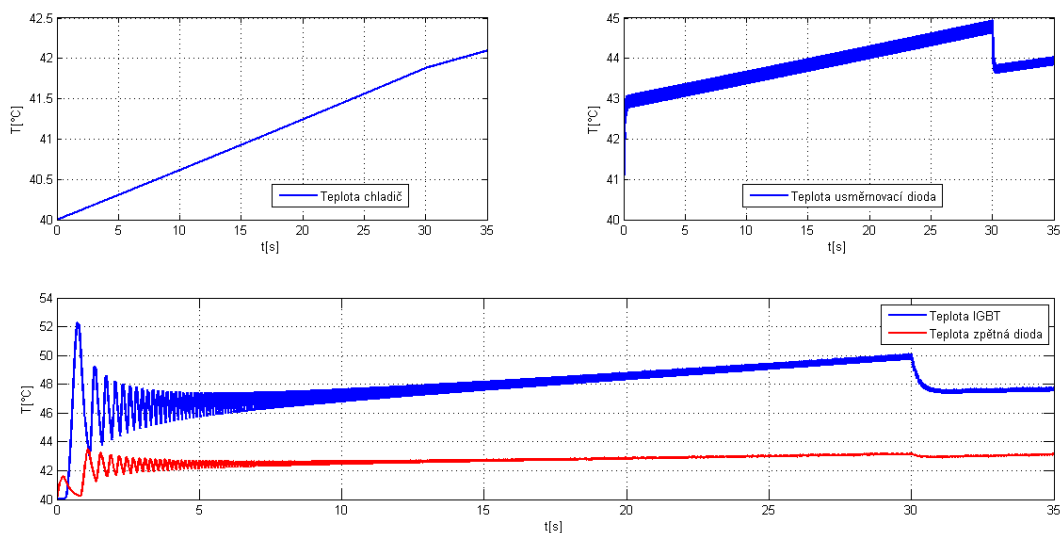 42.5
42
41.5
41
40.5
40
T[°C]
0 5 10 15 20 25 30 35
t[s]
Teplota chladič
45
44
43
42
41
T[°C]
0 5 10 15 20 25 30 35
t[s]
Teplota usměrnovací dioda
54
52
50
48
46
44
42
40
T[°C]
0 5 10 15 20 25 30 35
t[s]
Teplota IGBT
Teplota zpětná dioda